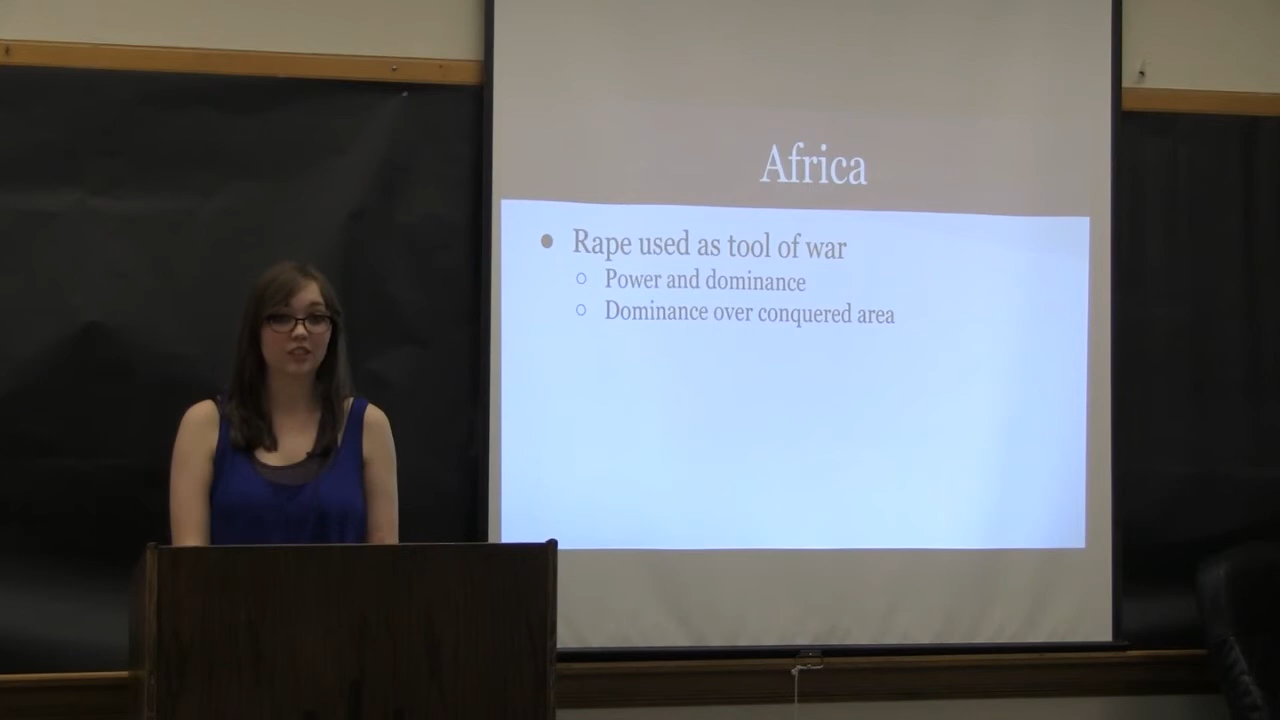 Africa
Rape used as tool of war
Power and dominance
Dominance over conquered area